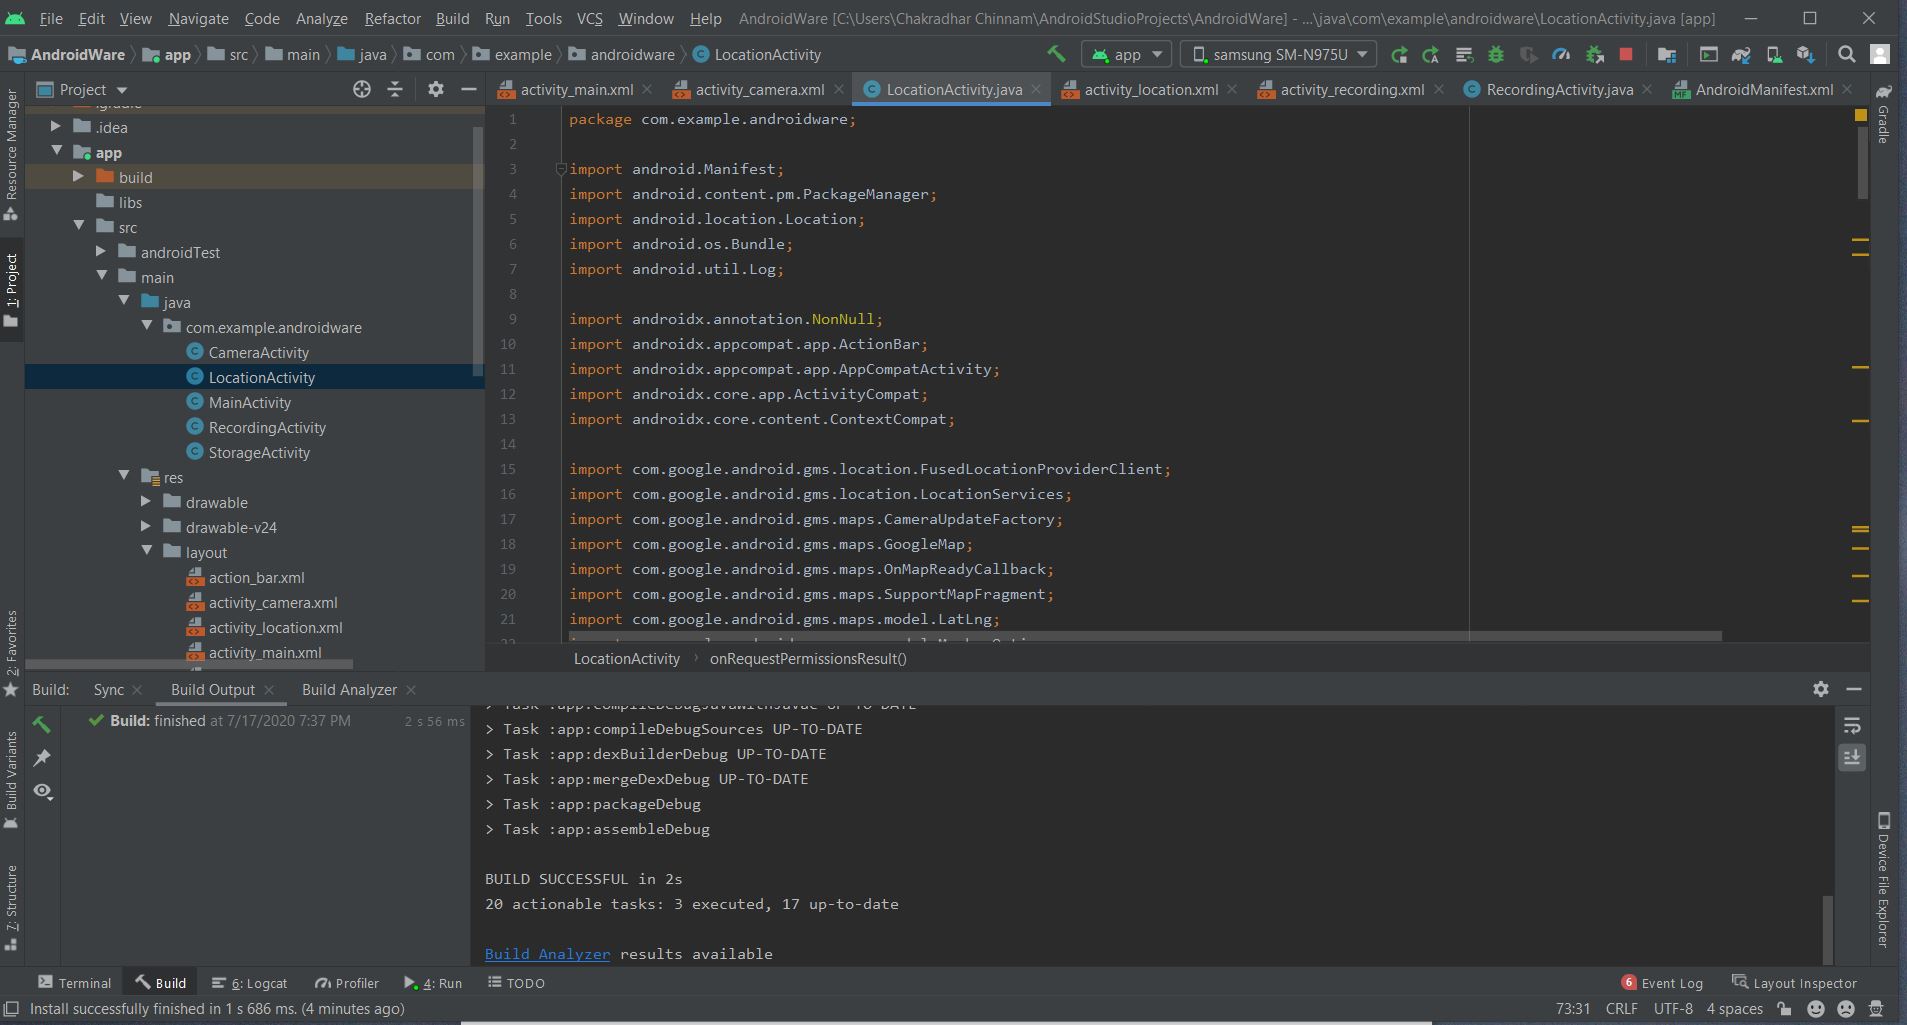 File Edit View Navigate Code Analyze Refactor Build Run Tools VCS Window Help AndroidWare [C:\Users\Chakradhar Chinnam\AndroidStudioProjects\AndroidWare] - ...\java\com\example\androidware\LocationActivity.java [app]
AndroidWare app src main java com example androidware LocationActivity app samsung SM-N975U
Project
activity_main.xml activity_camera.xml LocationActivity.java activity_location.xml activity_recording.xml RecordingActivity.java AndroidManifest.xml
Resource Manager
1: Project
2: Favorites
Build Variants
7: Structure
.gradle
.idea
app
build
libs
src
androidTest
main
java
com.example.androidware
CameraActivity
LocationActivity
MainActivity
RecordingActivity
StorageActivity
res
drawable
drawable-v24
layout
action_bar.xml
activity_camera.xml
activity_location.xml
activity_main.xml
1 package com.example.androidware;
2
3 import android.Manifest;
4 import android.content.pm.PackageManager;
5 import android.location.Location;
6 import android.os.Bundle;
7 import android.util.Log;
8
9 import androidx.annotation.NonNull;
10 import androidx.appcompat.app.ActionBar;
11 import androidx.appcompat.app.AppCompatActivity;
12 import androidx.core.app.ActivityCompat;
13 import androidx.core.content.ContextCompat;
14
15 import com.google.android.gms.location.FusedLocationProviderClient;
16 import com.google.android.gms.location.LocationServices;
17 import com.google.android.gms.maps.CameraUpdateFactory;
18 import com.google.android.gms.maps.GoogleMap;
19 import com.google.android.gms.maps.OnMapReadyCallback;
20 import com.google.android.gms.maps.SupportMapFragment;
21 import com.google.android.gms.maps.model.LatLng;
LocationActivity onRequestPermissionsResult()
Gradle
Device File Explorer
Build: Sync Build Output Build Analyzer
Build: finished at 7/17/2020 7:37 PM 2 s 56 ms
> Task :app:compileDebugJavaWithJavac UP-TO-DATE
> Task :app:compileDebugSources UP-TO-DATE
> Task :app:dexBuilderDebug UP-TO-DATE
> Task :app:mergeDexDebug UP-TO-DATE
> Task :app:packageDebug
> Task :app:assembleDebug
BUILD SUCCESSFUL in 2s
20 actionable tasks: 3 executed, 17 up-to-date
Build Analyzer results available
Terminal Build 6: Logcat Profiler 4: Run TODO 6 Event Log Layout Inspector
Install successfully finished in 1 s 686 ms. (4 minutes ago) 73:31 CRLF UTF-8 4 spaces